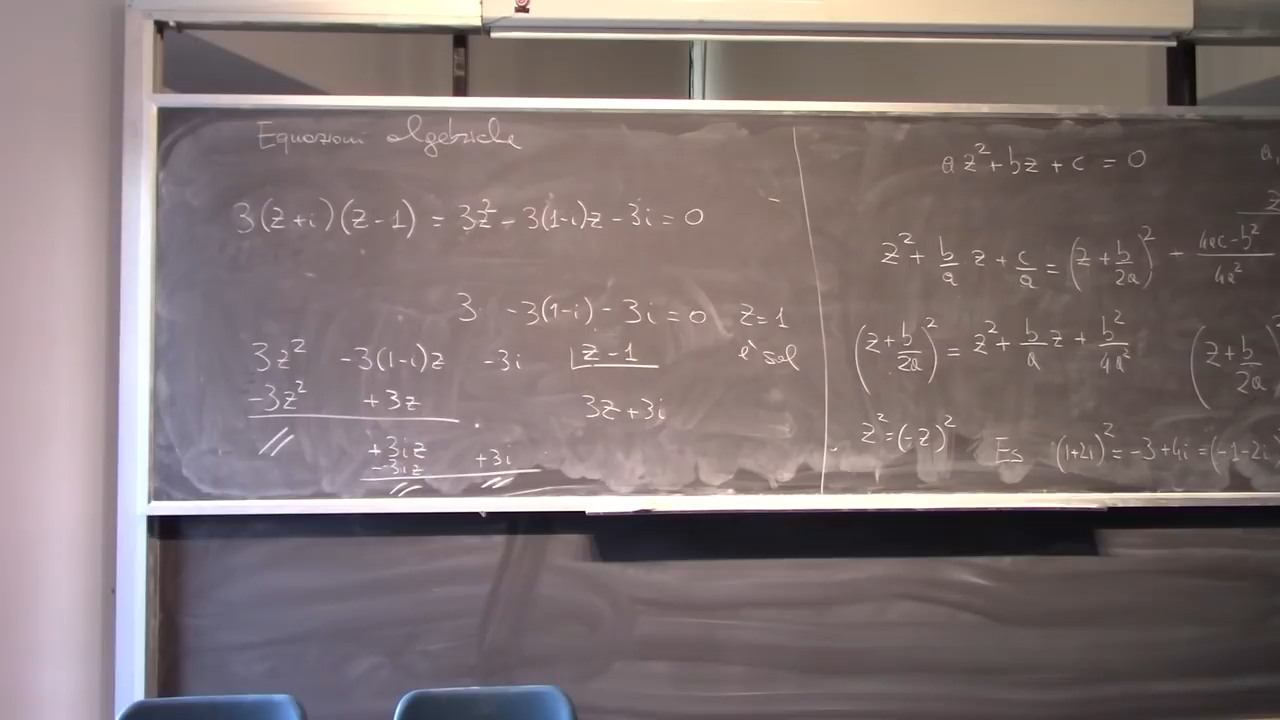 Equazioni algebriche
3(z+i)(z-1) = 3z² - 3(1-i)z - 3i = 0
3 -3(1-i) - 3i = 0 z=1
è sol
3z² -3(1-i)z -3i z-1
-3z² +3z 3z+3i
//
+3iz +3i
-3iz
// //
az² + bz + c = 0
z² + b/a z + c/a = (z + b/2a)² + 4ac-b²/4a²
(z + b/2a)² = z² + b/a z + b²/4a² (z + b/2a)
z² = (-z)² Es (1+2i)² = -3+4i = (-1-2i